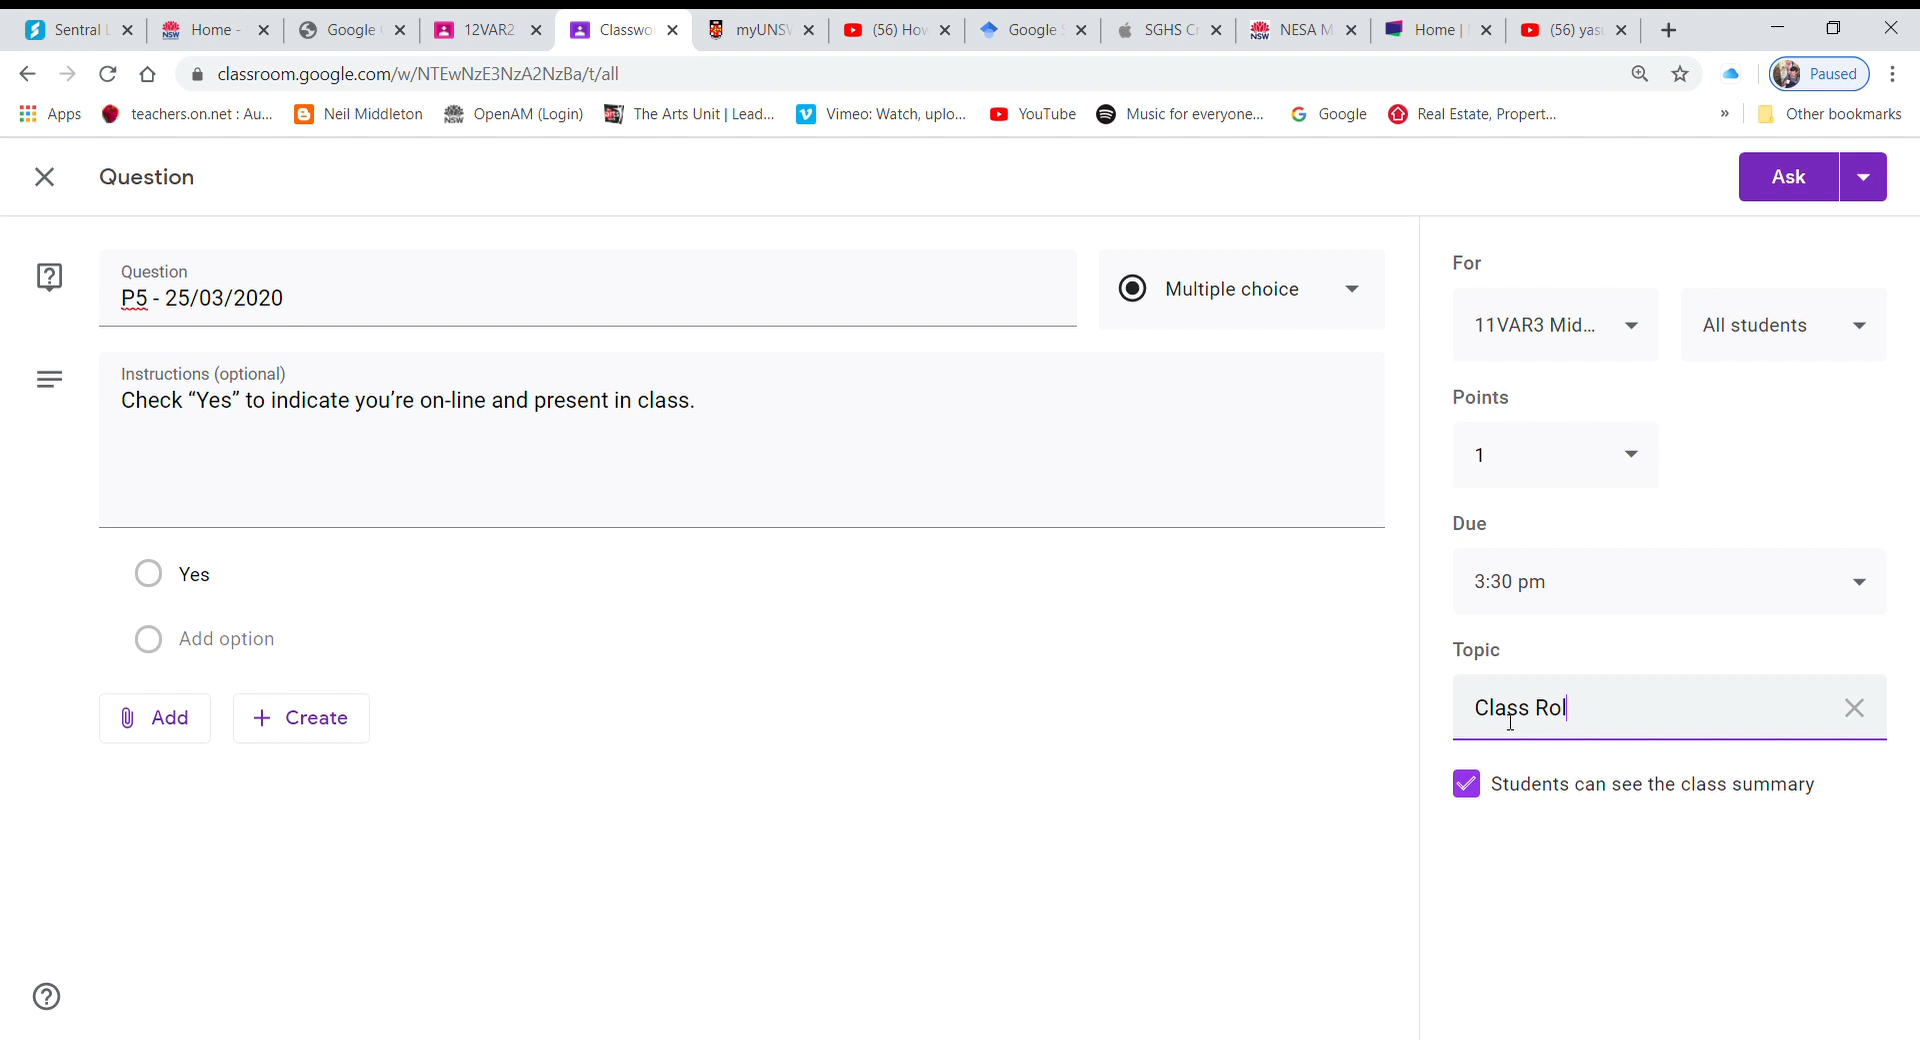 Sentral L
Home -
Google
12VAR2
Classwo
myUNSW
(56) How
Google S
SGHS Cr
NESA M
Home |
(56) yas
classroom.google.com/w/NTEwNzE3NzA2NzBa/t/all
Paused
Apps
teachers.on.net : Au...
Neil Middleton
OpenAM (Login)
The Arts Unit | Lead...
Vimeo: Watch, uplo...
YouTube
Music for everyone...
Google
Real Estate, Propert...
»
Other bookmarks
Question
Ask
Question
P5 - 25/03/2020
Multiple choice
Instructions (optional)
Check “Yes” to indicate you’re on-line and present in class.
Yes
Add option
Add
Create
For
11VAR3 Mid...
All students
Points
1
Due
3:30 pm
Topic
Class Rol
Students can see the class summary